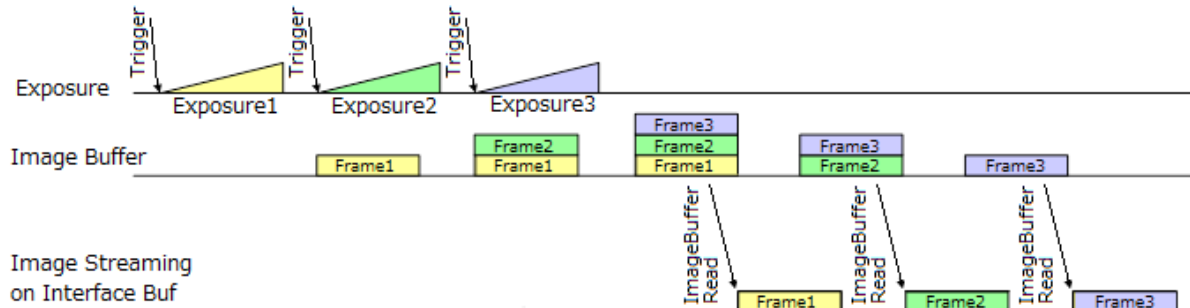 Trigger
Trigger
Trigger
Exposure
Exposure1
Exposure2
Exposure3
Image Buffer
Frame1
Frame2
Frame1
Frame3
Frame2
Frame1
Frame3
Frame2
Frame3
ImageBuffer
Read
ImageBuffer
Read
ImageBuffer
Read
Image Streaming
on Interface Buf
Frame1
Frame2
Frame3